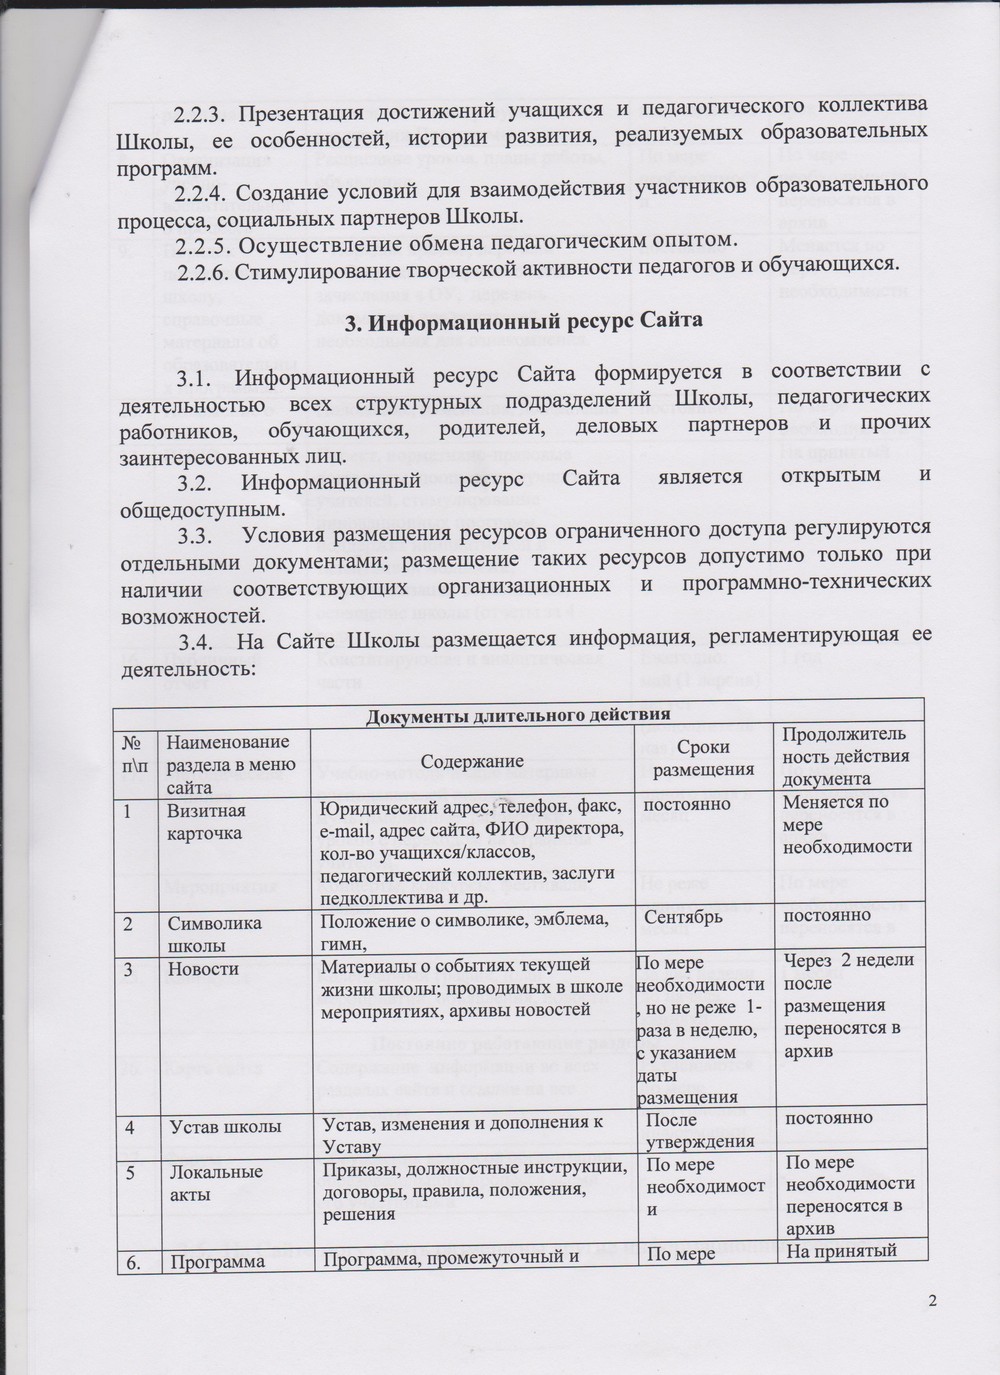 2.2.3. Презентация достижений учащихся и педагогического коллектива
Школы, ее особенностей, истории развития, реализуемых образовательных
программ.
2.2.4. Создание условий для взаимодействия участников образовательного
процесса, социальных партнеров Школы.
2.2.5. Осуществление обмена педагогическим опытом.
2.2.6. Стимулирование творческой активности педагогов и обучающихся.
3. Информационный ресурс Сайта
3.1. Информационный ресурс Сайта формируется в соответствии с
деятельностью всех структурных подразделений Школы, педагогических
работников, обучающихся, родителей, деловых партнеров и прочих
заинтересованных лиц.
3.2. Информационный ресурс Сайта является открытым и
общедоступным.
3.3. Условия размещения ресурсов ограниченного доступа регулируются
отдельными документами; размещение таких ресурсов допустимо только при
наличии соответствующих организационных и программно-технических
возможностей.
3.4. На Сайте Школы размещается информация, регламентирующая ее
деятельность:
Документы длительного действия
№
п\п
Наименование
раздела в меню
сайта
Содержание
Сроки
размещения
Продолжитель
ность действия
документа
1
Визитная
карточка
Юридический адрес, телефон, факс,
e-mail, адрес сайта, ФИО директора,
кол-во учащихся/классов,
педагогический коллектив, заслуги
педколлектива и др.
постоянно
Меняется по
мере
необходимости
2
Символика
школы
Положение о символике, эмблема,
гимн,
Сентябрь
постоянно
3
Новости
Материалы о событиях текущей
жизни школы; проводимых в школе
мероприятиях, архивы новостей
По мере
необходимости
, но не реже 1-
раза в неделю,
с указанием
даты
размещения
Через 2 недели
после
размещения
переносятся в
архив
4
Устав школы
Устав, изменения и дополнения к
Уставу
После
утверждения
постоянно
5
Локальные
акты
Приказы, должностные инструкции,
договоры, правила, положения,
решения
По мере
необходимост
и
По мере
необходимости
переносятся в
архив
6.
Программа
Программа, промежуточный и
По мере
На принятый
2